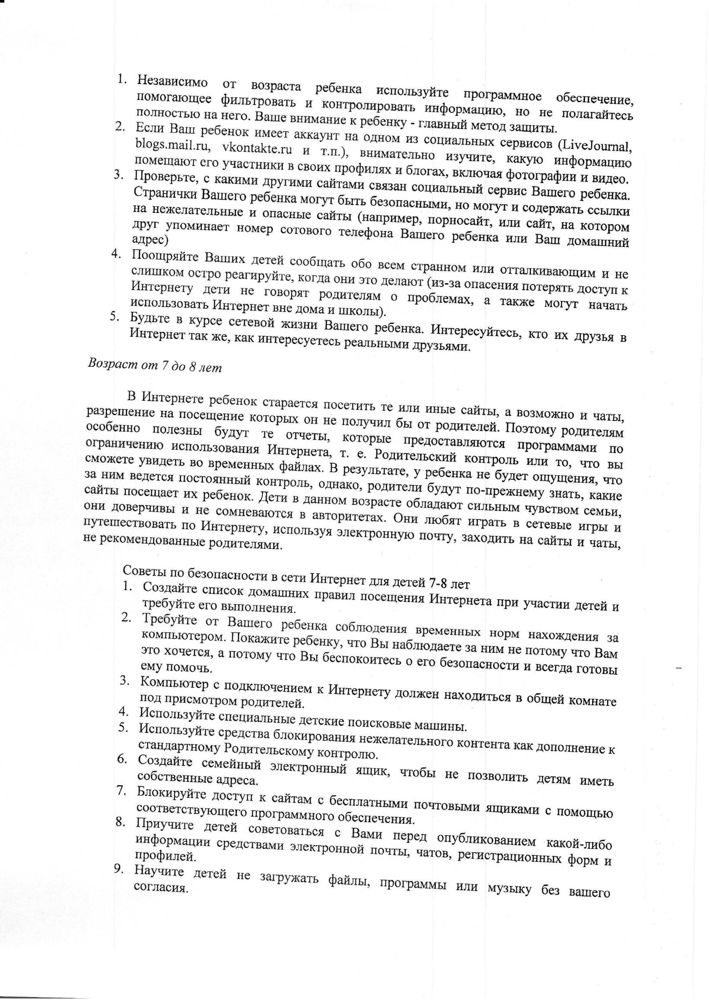 1. Независимо от возраста ребенка используйте программное обеспечение,
помогающее фильтровать и контролировать информацию, но не полагайтесь
полностью на него. Ваше внимание к ребенку - главный метод защиты.
2. Если Ваш ребенок имеет аккаунт на одном из социальных сервисов (LiveJournal,
blogs.mail.ru, vkontakte.ru и т.п.), внимательно изучите, какую информацию
помещают его участники в своих профилях и блогах, включая фотографии и видео.
3. Проверьте, с какими другими сайтами связан социальный сервис Вашего ребенка.
Странички Вашего ребенка могут быть безопасными, но могут и содержать ссылки
на нежелательные и опасные сайты (например, порносайт, или сайт, на котором
друг упоминает номер сотового телефона Вашего ребенка или Ваш домашний
адрес)
4. Поощряйте Ваших детей сообщать обо всем странном или отталкивающим и не
слишком остро реагируйте, когда они это делают (из-за опасения потерять доступ к
Интернету дети не говорят родителям о проблемах, а также могут начать
использовать Интернет вне дома и школы).
5. Будьте в курсе сетевой жизни Вашего ребенка. Интересуйтесь, кто их друзья в
Интернет так же, как интересуетесь реальными друзьями.
Возраст от 7 до 8 лет
В Интернете ребенок старается посетить те или иные сайты, а возможно и чаты,
разрешение на посещение которых он не получил бы от родителей. Поэтому родителям
особенно полезны будут те отчеты, которые предоставляются программами по
ограничению использования Интернета, т. е. Родительский контроль или то, что вы
сможете увидеть во временных файлах. В результате, у ребенка не будет ощущения, что
за ним ведется постоянный контроль, однако, родители будут по-прежнему знать, какие
сайты посещает их ребенок. Дети в данном возрасте обладают сильным чувством семьи,
они доверчивы и не сомневаются в авторитетах. Они любят играть в сетевые игры и
путешествовать по Интернету, используя электронную почту, заходить на сайты и чаты,
не рекомендованные родителями.
Советы по безопасности в сети Интернет для детей 7-8 лет
1. Создайте список домашних правил посещения Интернета при участии детей и
требуйте его выполнения.
2. Требуйте от Вашего ребенка соблюдения временных норм нахождения за
компьютером. Покажите ребенку, что Вы наблюдаете за ним не потому что Вам
это хочется, а потому что Вы беспокоитесь о его безопасности и всегда готовы
ему помочь.
3. Компьютер с подключением к Интернету должен находиться в общей комнате
под присмотром родителей.
4. Используйте специальные детские поисковые машины.
5. Используйте средства блокирования нежелательного контента как дополнение к
стандартному Родительскому контролю.
6. Создайте семейный электронный ящик, чтобы не позволить детям иметь
собственные адреса.
7. Блокируйте доступ к сайтам с бесплатными почтовыми ящиками с помощью
соответствующего программного обеспечения.
8. Приучите детей советоваться с Вами перед опубликованием какой-либо
информации средствами электронной почты, чатов, регистрационных форм и
профилей.
9. Научите детей не загружать файлы, программы или музыку без вашего
согласия.